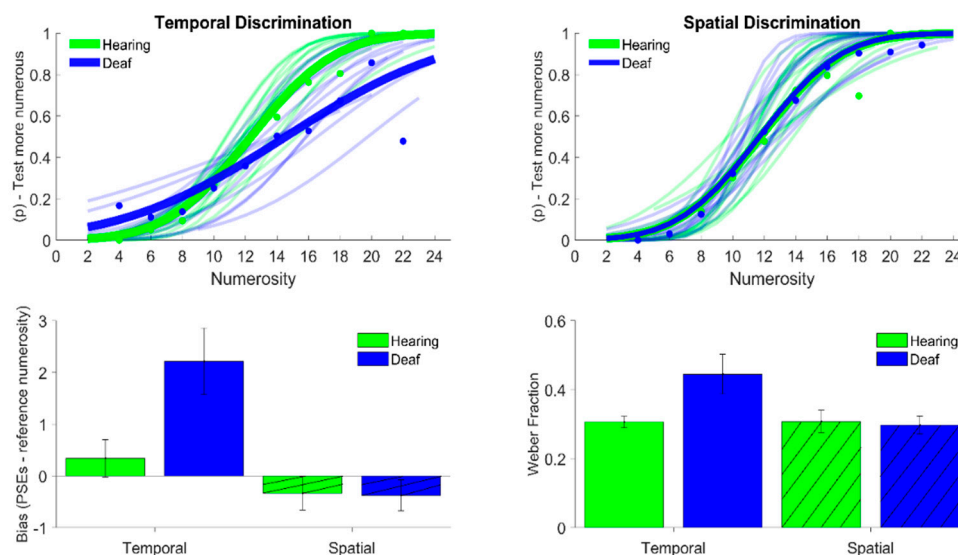 Temporal Discrimination
Hearing
Deaf
(p) - Test more numerous
1
0.8
0.6
0.4
0.2
0
0 2 4 6 8 10 12 14 16 18 20 22 24
Numerosity
Spatial Discrimination
Hearing
Deaf
(p) - Test more numerous
1
0.8
0.6
0.4
0.2
0
0 2 4 6 8 10 12 14 16 18 20 22 24
Numerosity
Hearing
Deaf
Bias (PSEs - reference numerosity)
3
2
1
0
-1
Temporal Spatial
Hearing
Deaf
Weber Fraction
0.6
0.4
0.2
0
Temporal Spatial